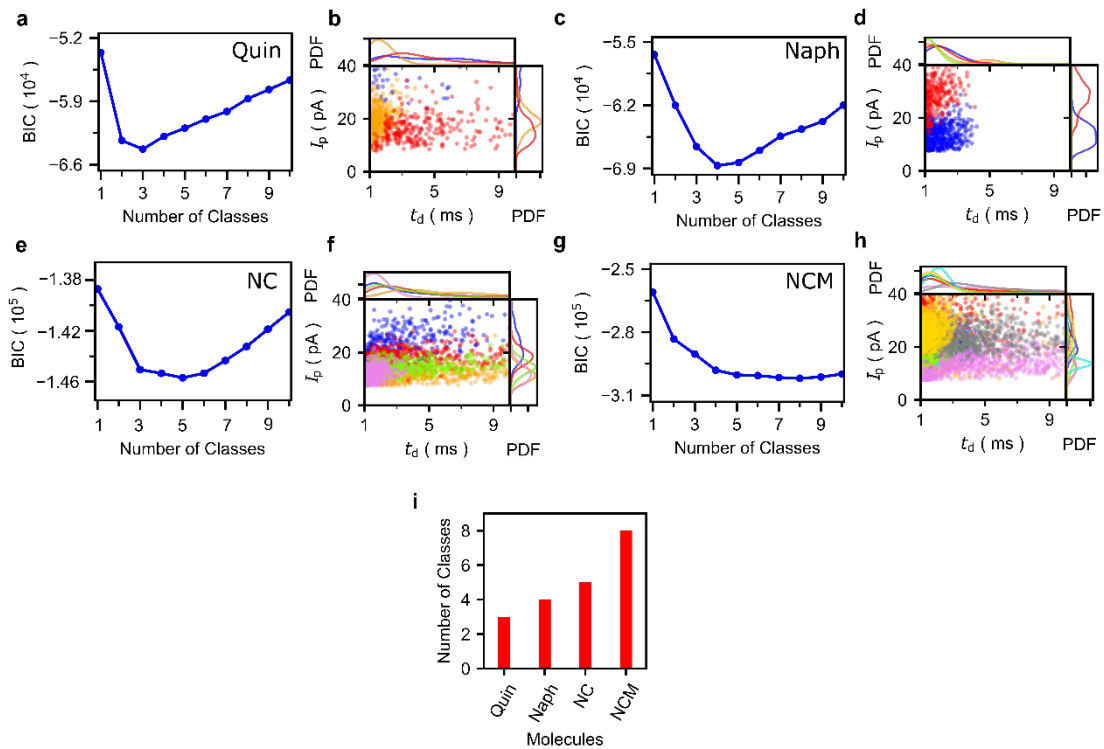 a
Quin
BIC ( 10⁴ )
−5.2
−5.9
−6.6
1 3 5 7 9
Number of Classes
b
PDF
Iₚ ( pA )
40
20
0
1 5 9
t_d ( ms )
PDF
c
Naph
BIC ( 10⁴ )
−5.5
−6.2
−6.9
1 3 5 7 9
Number of Classes
d
PDF
Iₚ ( pA )
40
20
0
1 5 9
t_d ( ms )
PDF
e
NC
BIC ( 10⁵ )
−1.38
−1.42
−1.46
1 3 5 7 9
Number of Classes
f
PDF
Iₚ ( pA )
40
20
0
1 5 9
t_d ( ms )
PDF
g
NCM
BIC ( 10⁵ )
−2.5
−2.8
−3.1
1 3 5 7 9
Number of Classes
h
PDF
Iₚ ( pA )
40
20
0
1 5 9
t_d ( ms )
PDF
i
Number of Classes
8
6
4
2
0
Quin Naph NC NCM
Molecules